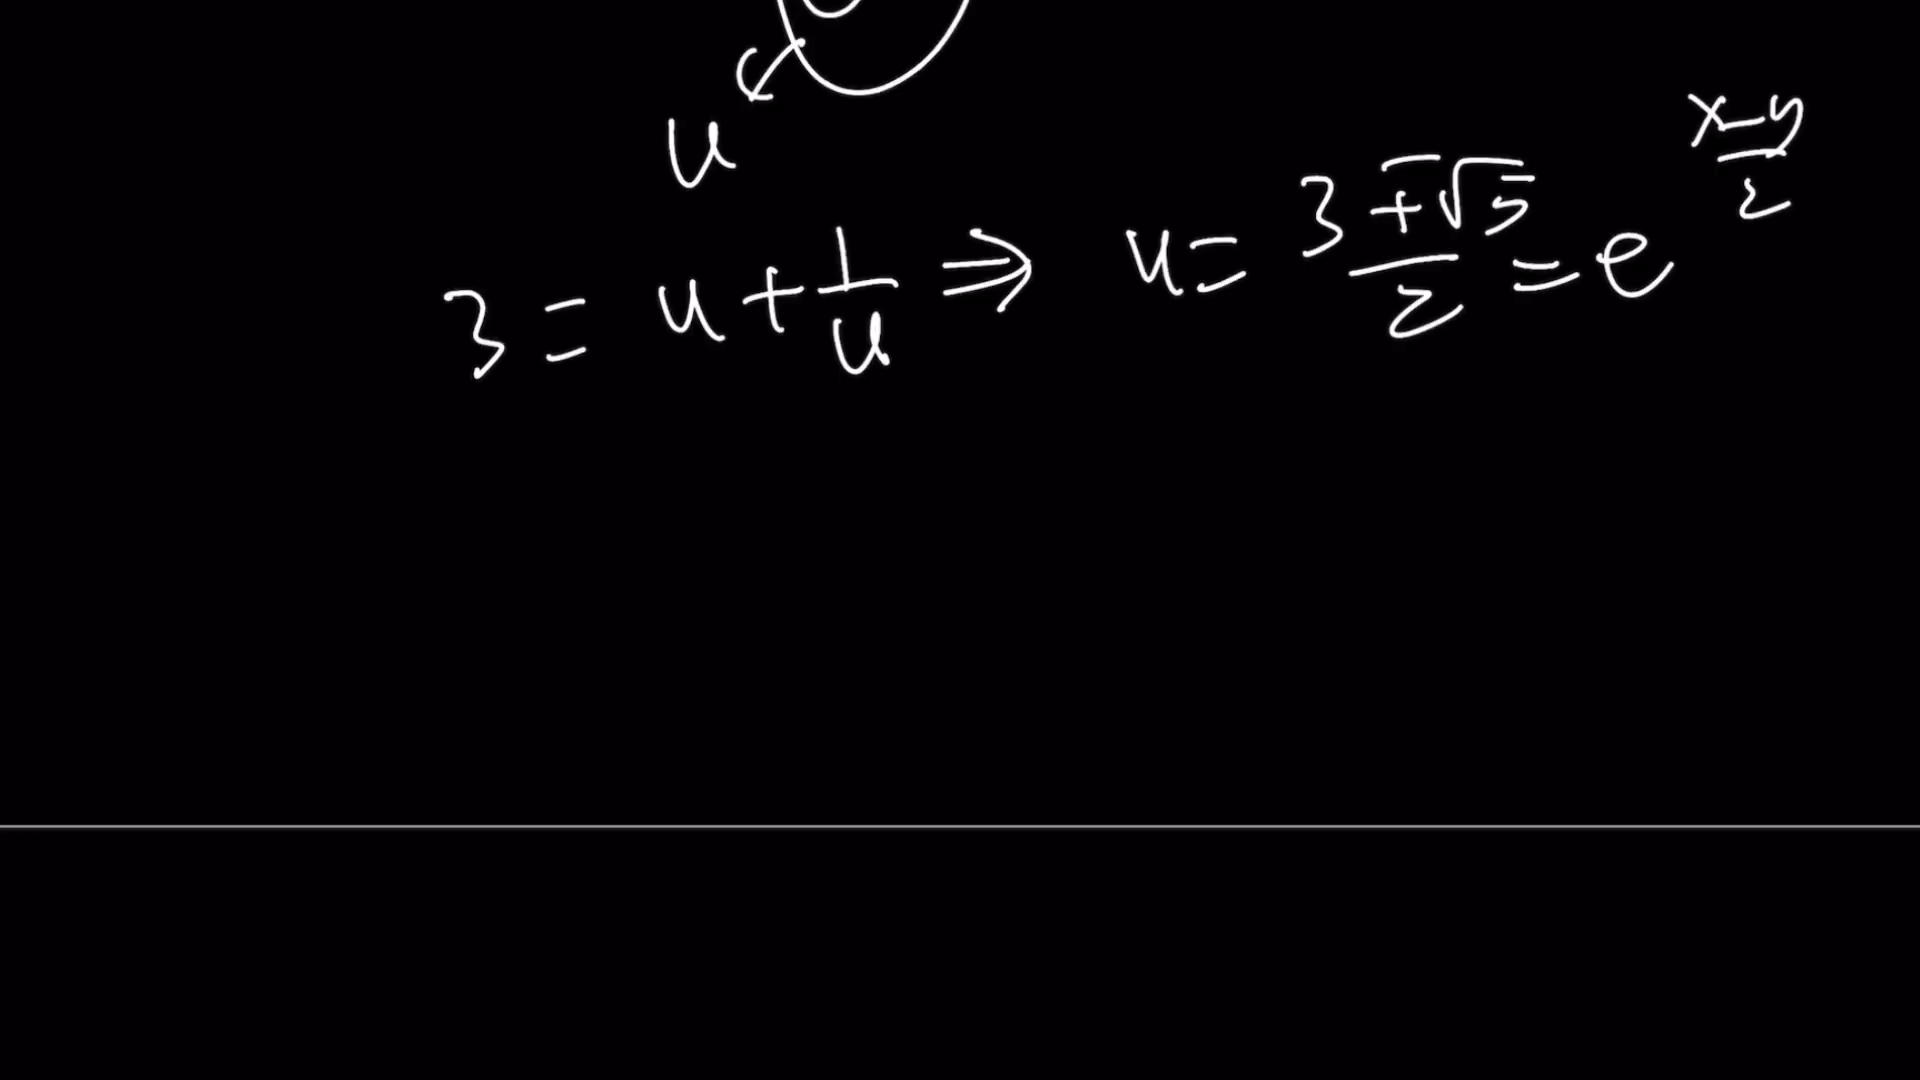 u
3 = u + 1/u ⇒ u = (3 ∓ √5)/2 = e^((x-y)/2)